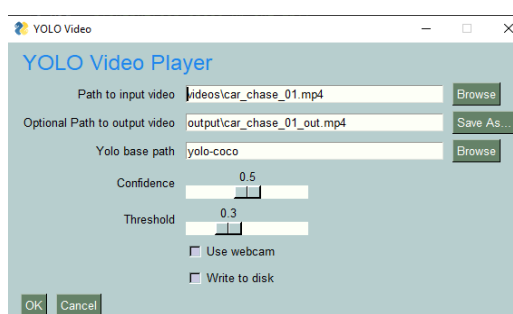 YOLO Video
YOLO Video Player
Path to input video videos\car_chase_01.mp4 Browse
Optional Path to output video output\car_chase_01_out.mp4 Save As...
Yolo base path yolo-coco Browse
Confidence 0.5
Threshold 0.3
Use webcam
Write to disk
OK Cancel